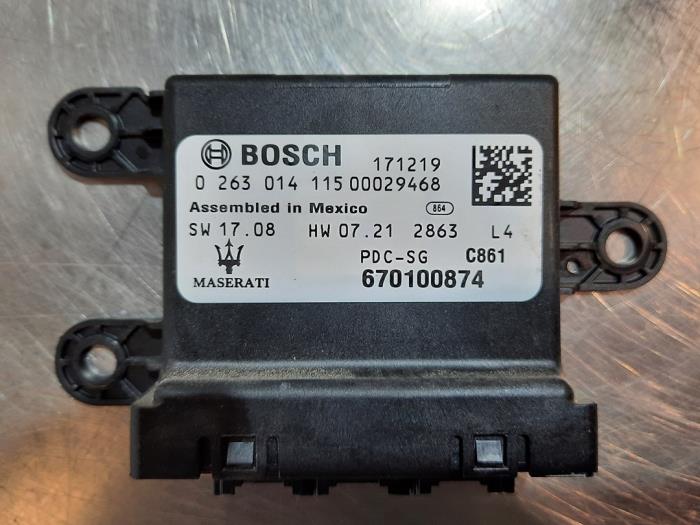 BOSCH 171219
0 263 014 115 00029468
Assembled in Mexico 864
SW 17.08 HW 07.21 2863 L4
PDC-SG C861
MASERATI 670100874